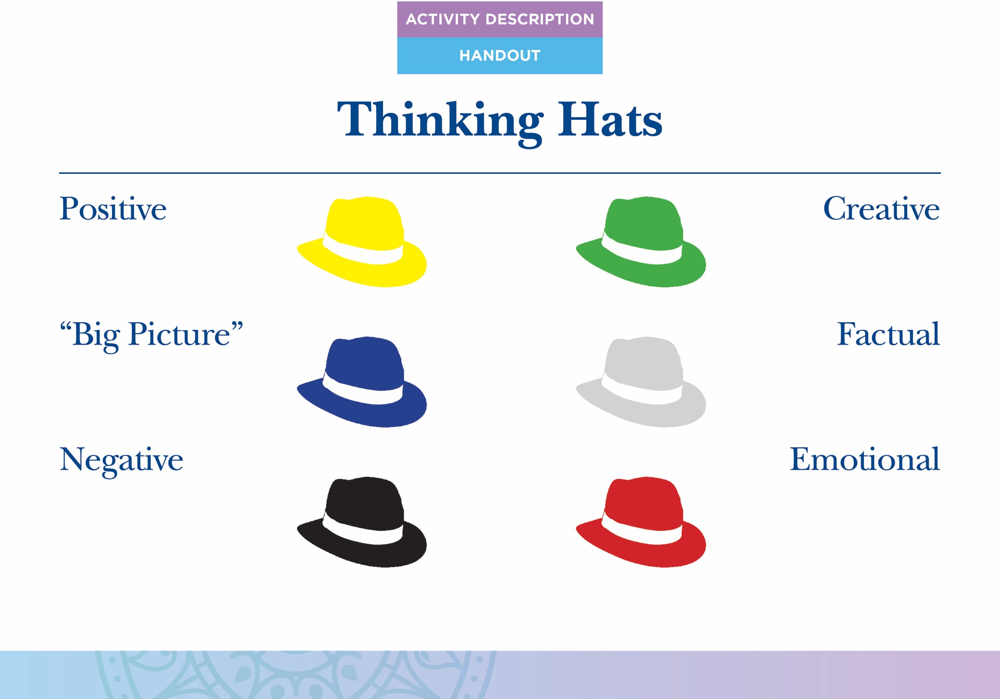 ACTIVITY DESCRIPTION
HANDOUT
Thinking Hats
Positive
Creative
“Big Picture”
Factual
Negative
Emotional